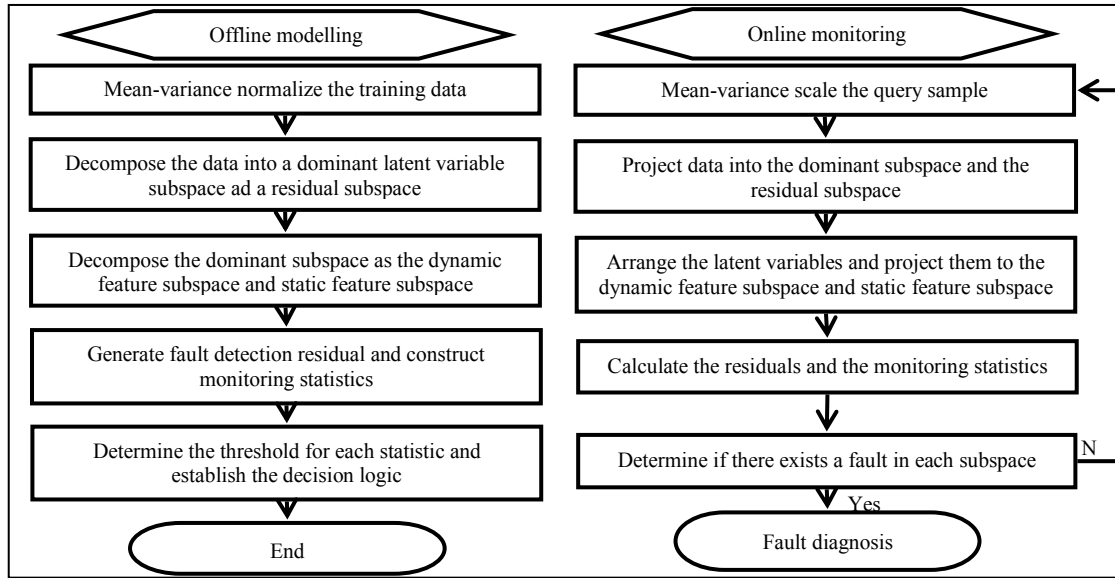 Offline modelling
Mean-variance normalize the training data
Decompose the data into a dominant latent variable
subspace ad a residual subspace
Decompose the dominant subspace as the dynamic
feature subspace and static feature subspace
Generate fault detection residual and construct
monitoring statistics
Determine the threshold for each statistic and
establish the decision logic
End
Online monitoring
Mean-variance scale the query sample
Project data into the dominant subspace and the
residual subspace
Arrange the latent variables and project them to the
dynamic feature subspace and static feature subspace
Calculate the residuals and the monitoring statistics
Determine if there exists a fault in each subspace
N
Yes
Fault diagnosis